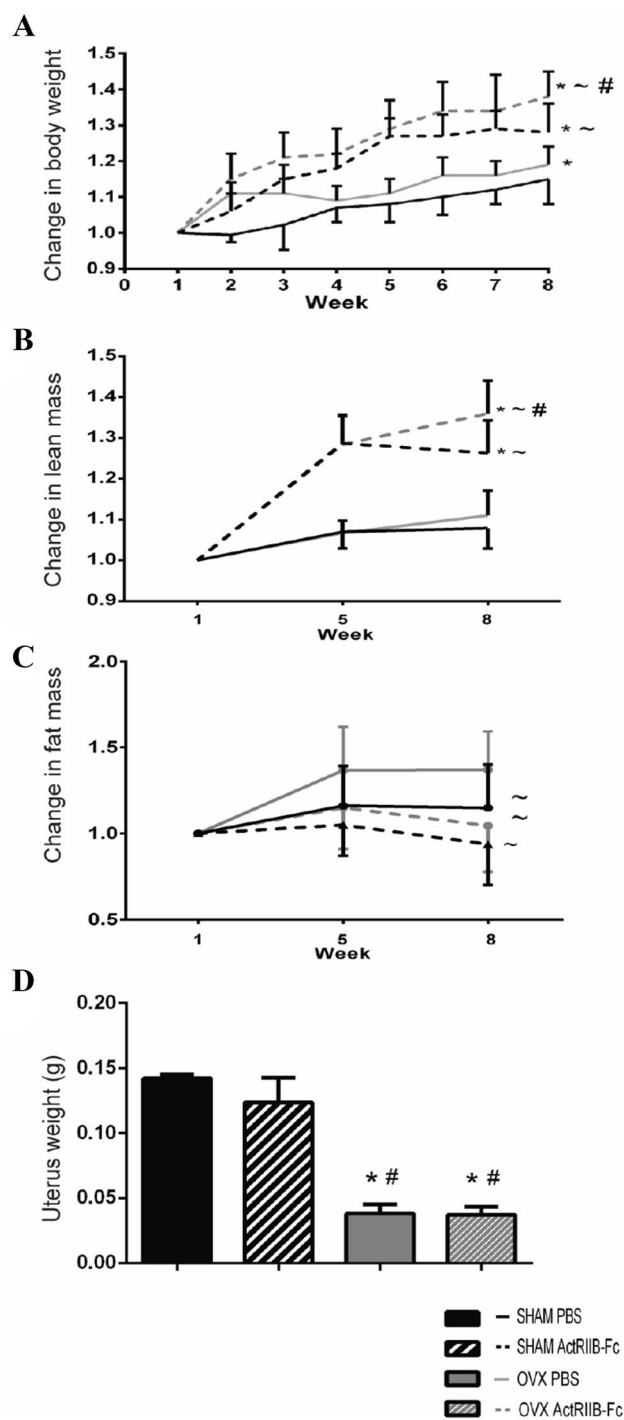 A
Change in body weight
1.5
1.4
1.3
1.2
1.1
1.0
0.9
* ~ #
* ~
*
0 1 2 3 4 5 6 7 8
Week
B
Change in lean mass
1.5
1.4
1.3
1.2
1.1
1.0
0.9
* ~ #
* ~
1 5 8
Week
C
Change in fat mass
2.0
1.5
1.0
0.5
~
~
~
1 5 8
Week
D
Uterus weight (g)
0.20
0.15
0.10
0.05
0.00
* # * #
SHAM PBS
SHAM ActRIIB-Fc
OVX PBS
OVX ActRIIB-Fc